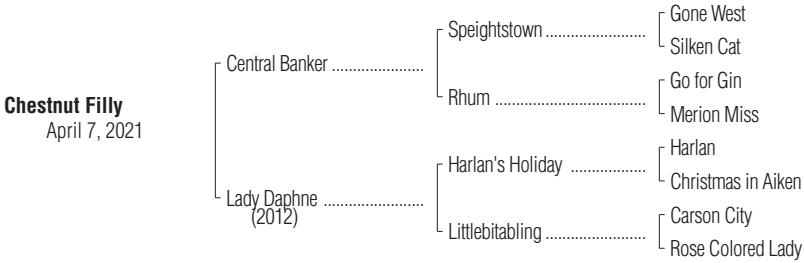 Gone West
Speightstown ........................
Silken Cat
Central Banker ......................
Go for Gin
Rhum ....................................
Merion Miss
Chestnut Filly
April 7, 2021
Harlan
Harlan's Holiday ..................
Christmas in Aiken
Lady Daphne ........................
(2012)
Carson City
Littlebitabling ........................
Rose Colored Lady